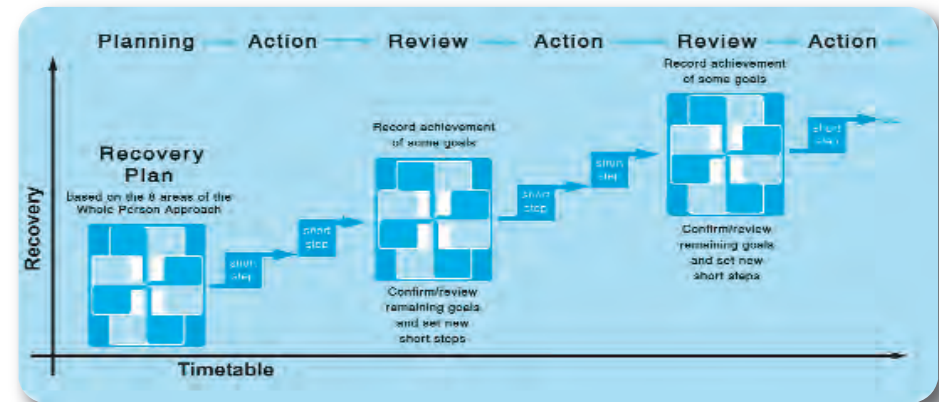 Planning Action Review Action Review Action
Record achievement
of some goals
Record achievement
of some goals
Recovery
Plan
based on the 8 areas of the
Whole Person Approach
short
step
short
step
short
step
short
step
short
step
Confirm/review
remaining goals
and set new
short steps
Confirm/review
remaining goals
and set new
short steps
Recovery
Timetable